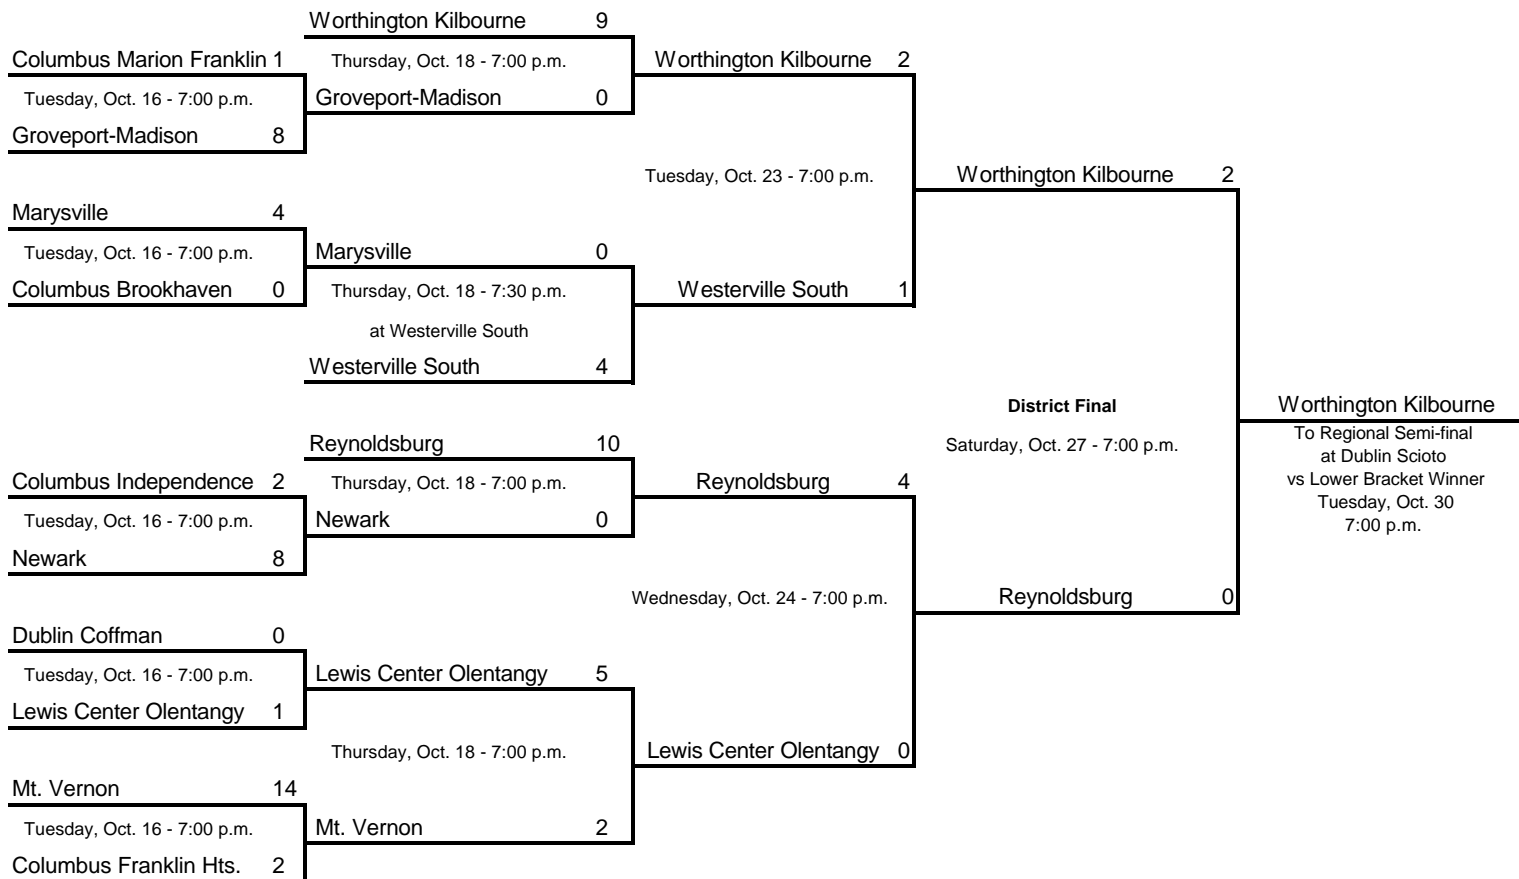 Worthington Kilbourne 9
Columbus Marion Franklin 1
Thursday, Oct. 18 - 7:00 p.m.
Worthington Kilbourne 2
Tuesday, Oct. 16 - 7:00 p.m.
Groveport-Madison 0
Groveport-Madison 8
Tuesday, Oct. 23 - 7:00 p.m.
Worthington Kilbourne 2
Marysville 4
Tuesday, Oct. 16 - 7:00 p.m.
Marysville 0
Columbus Brookhaven 0
Thursday, Oct. 18 - 7:30 p.m.
Westerville South 1
at Westerville South
Westerville South 4
District Final
Worthington Kilbourne
To Regional Semi-final
at Dublin Scioto
vs Lower Bracket Winner
Tuesday, Oct. 30
7:00 p.m.
Reynoldsburg 10
Saturday, Oct. 27 - 7:00 p.m.
Columbus Independence 2
Thursday, Oct. 18 - 7:00 p.m.
Reynoldsburg 4
Tuesday, Oct. 16 - 7:00 p.m.
Newark 0
Newark 8
Wednesday, Oct. 24 - 7:00 p.m.
Reynoldsburg 0
Dublin Coffman 0
Tuesday, Oct. 16 - 7:00 p.m.
Lewis Center Olentangy 5
Lewis Center Olentangy 1
Thursday, Oct. 18 - 7:00 p.m.
Lewis Center Olentangy 0
Mt. Vernon 14
Tuesday, Oct. 16 - 7:00 p.m.
Mt. Vernon 2
Columbus Franklin Hts. 2